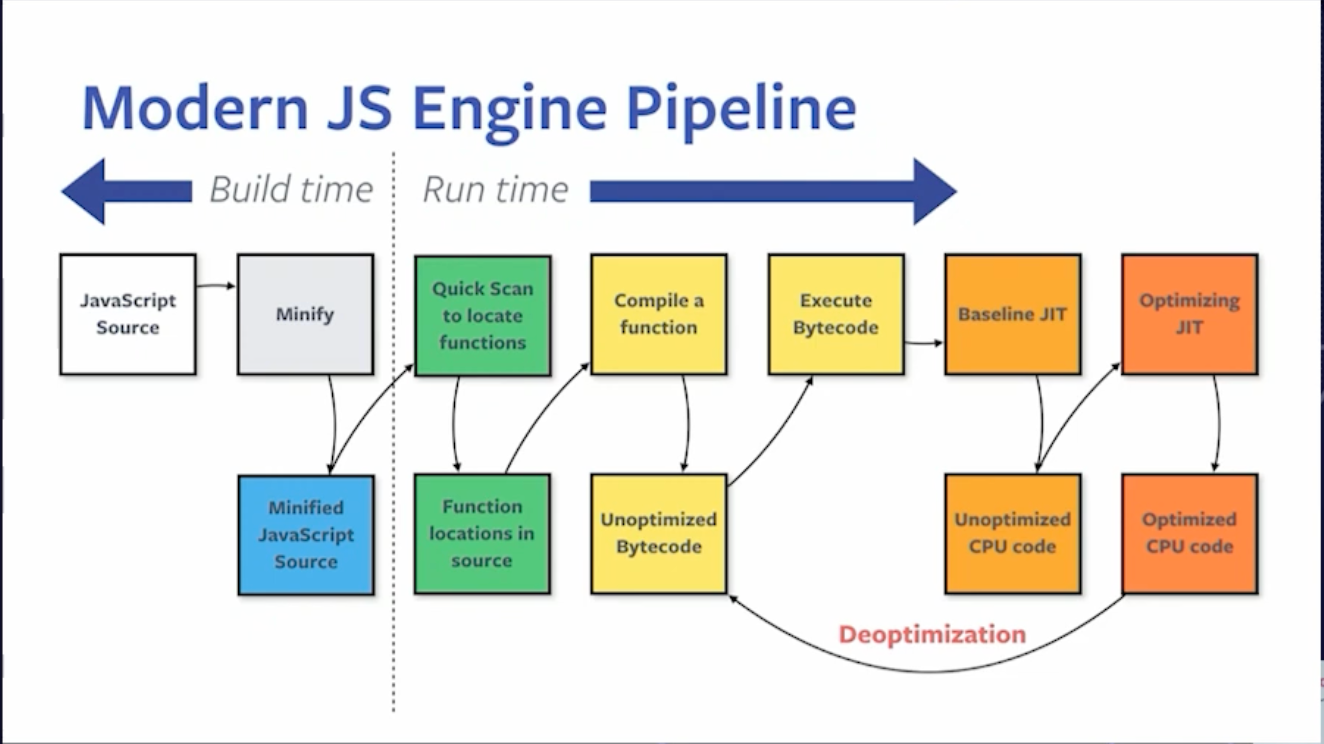 Modern JS Engine Pipeline
Build time
Run time
JavaScript
Source
Minify
Quick Scan
to locate
functions
Compile a
function
Execute
Bytecode
Baseline JIT
Optimizing
JIT
Minified
JavaScript
Source
Function
locations in
source
Unoptimized
Bytecode
Unoptimized
CPU code
Optimized
CPU code
Deoptimization